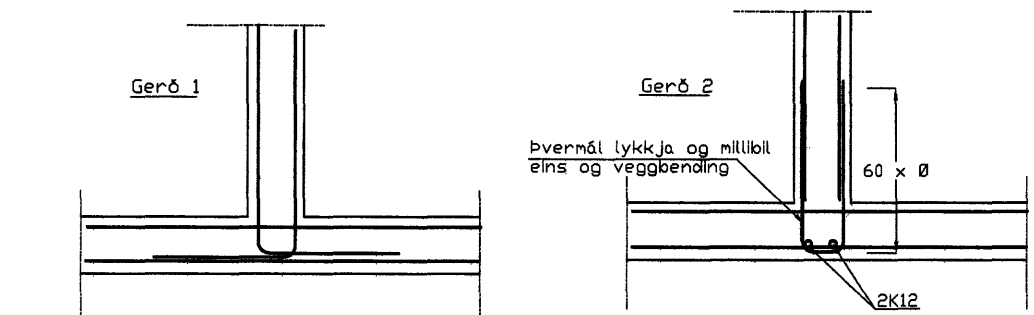 Gerð 1
Gerð 2
Þvermál lykkja og millibil
eins og veggbending
60 x Ø
2K12